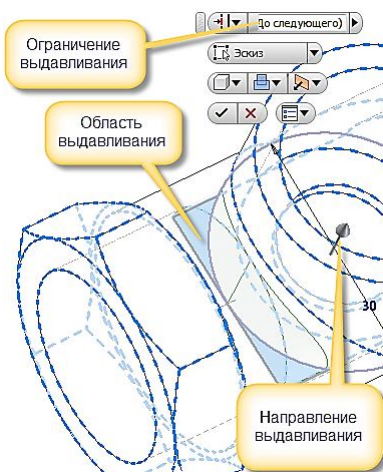 До следующего)
Ограничение
выдавливания
Эскиз
Область
выдавливания
30
Направление
выдавливания